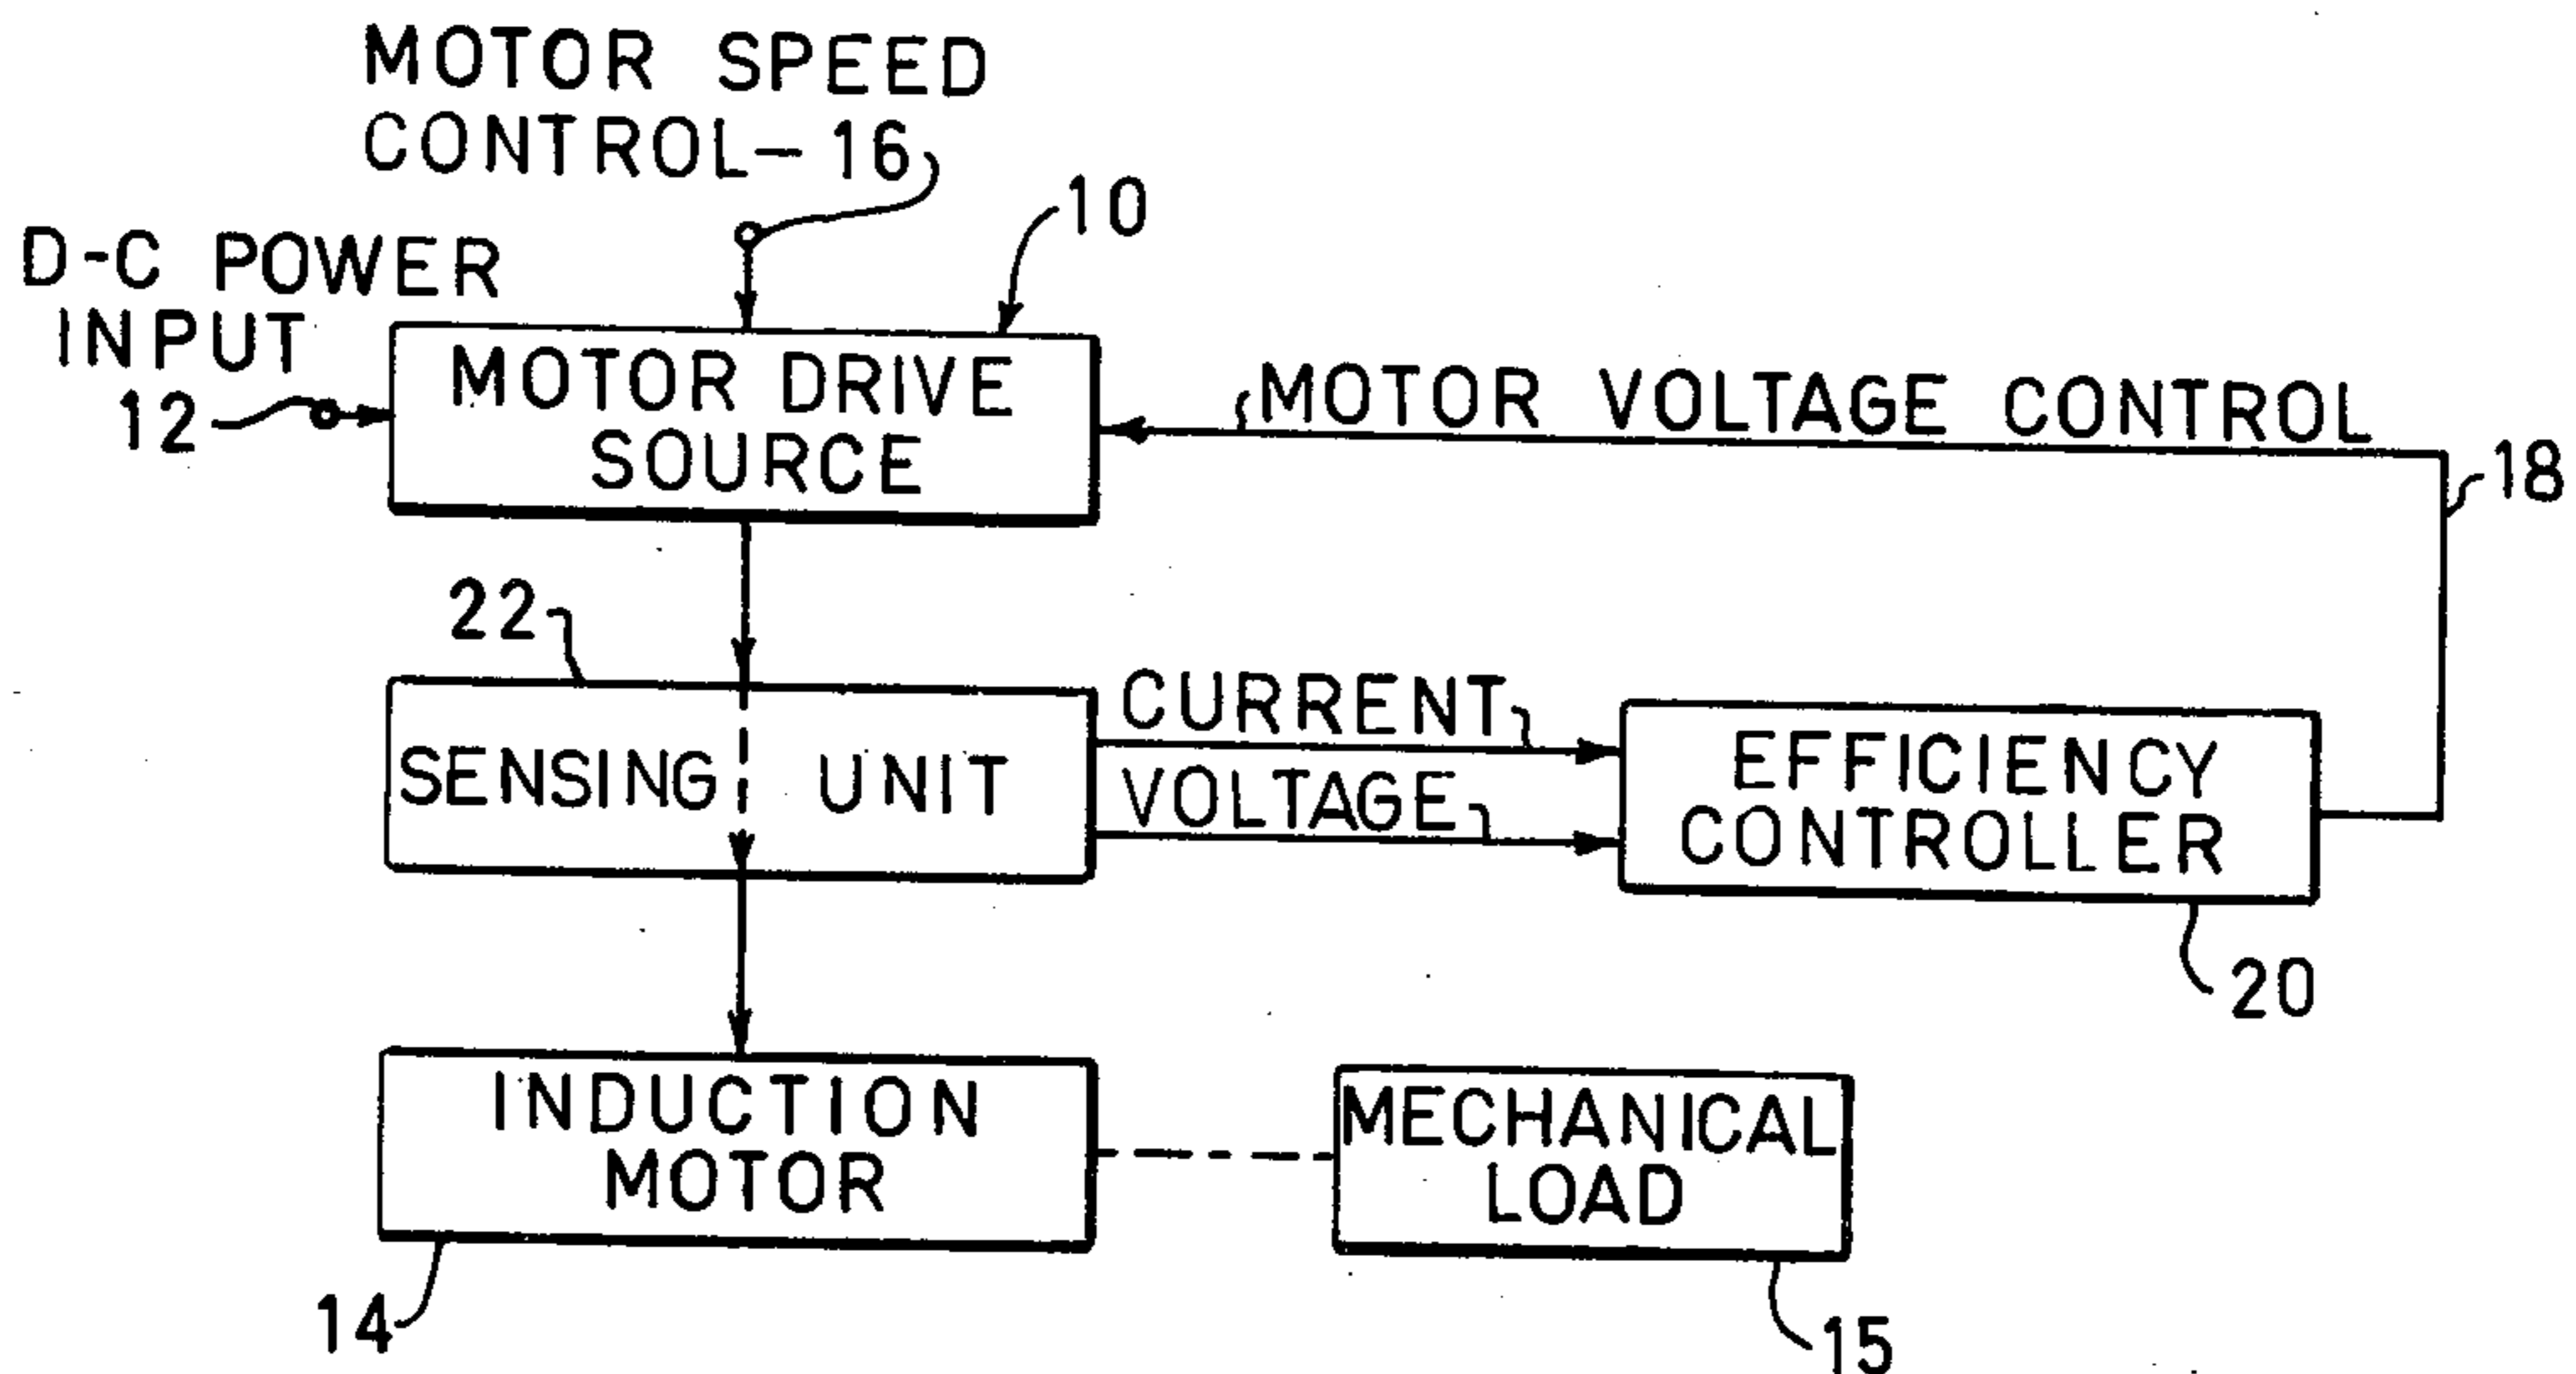 MOTOR SPEED
CONTROL-16
10
D-C POWER
INPUT
12
MOTOR DRIVE
SOURCE
MOTOR VOLTAGE CONTROL
18
22
SENSING UNIT
CURRENT
VOLTAGE
EFFICIENCY
CONTROLLER
20
INDUCTION
MOTOR
14
MECHANICAL
LOAD
15